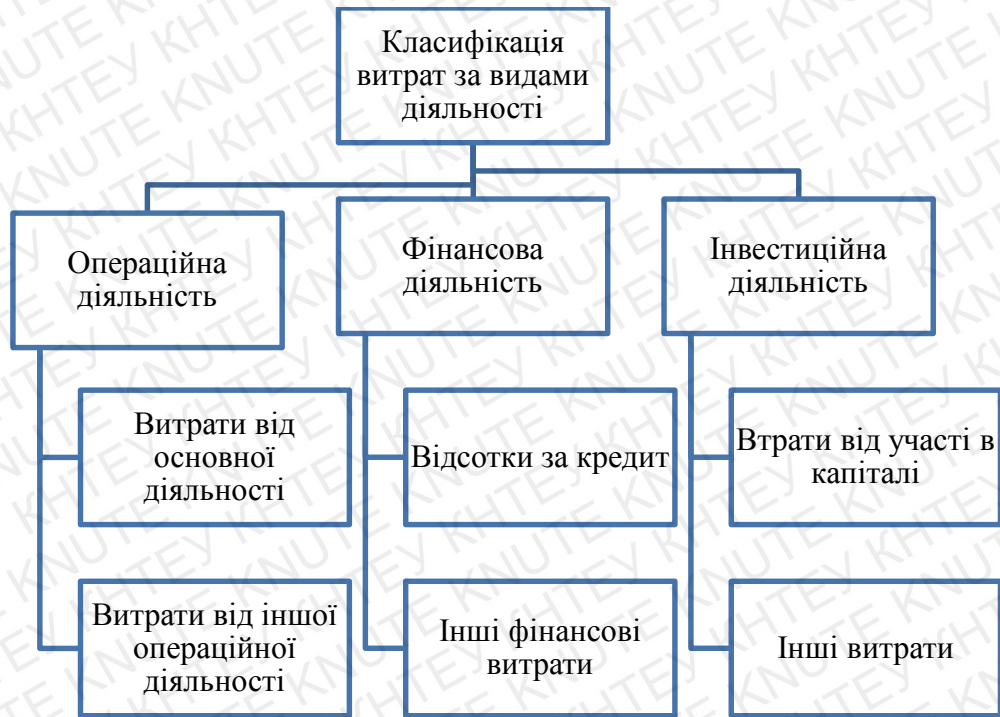 Класифікація
витрат за видами
діяльності
Операційна
діяльність
Фінансова
діяльність
Інвестиційна
діяльність
Витрати від
основної
діяльності
Відсотки за кредит
Втрати від участі в
капіталі
Витрати від іншої
операційної
діяльності
Інші фінансові
витрати
Інші витрати